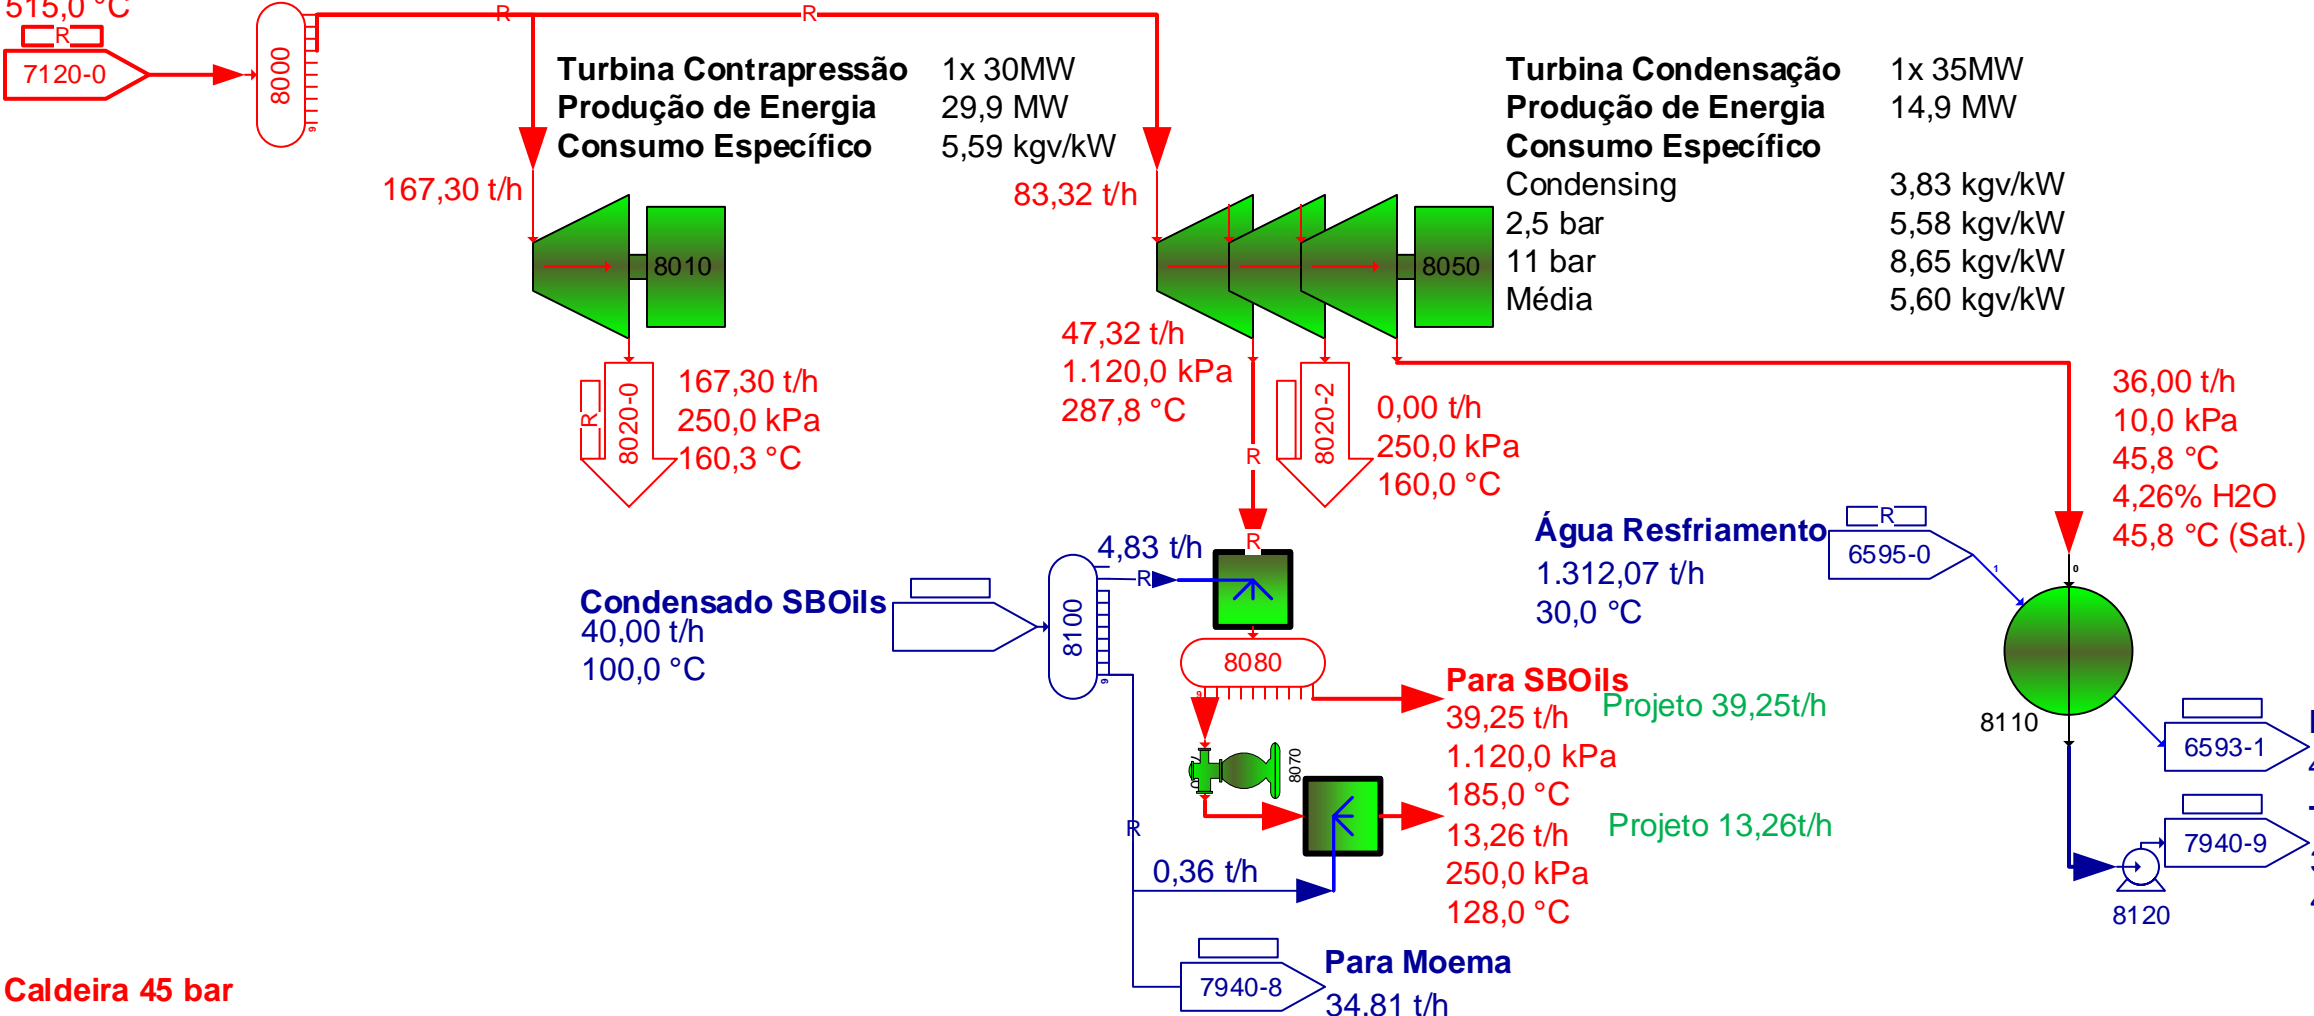 515,0 °C
R
7120-0
8000
9
R
R
Turbina Contrapressão 1x 30MW
Produção de Energia 29,9 MW
Consumo Específico 5,59 kgv/kW
Turbina Condensação 1x 35MW
Produção de Energia 14,9 MW
Consumo Específico
Condensing 3,83 kgv/kW
2,5 bar 5,58 kgv/kW
11 bar 8,65 kgv/kW
Média 5,60 kgv/kW
167,30 t/h
83,32 t/h
8010
8050
R
8020-0
167,30 t/h
250,0 kPa
160,3 °C
47,32 t/h
1.120,0 kPa
287,8 °C
R
8020-2
0,00 t/h
250,0 kPa
160,0 °C
36,00 t/h
10,0 kPa
45,8 °C
4,26% H2O
45,8 °C (Sat.)
R
Água Resfriamento
1.312,07 t/h
30,0 °C
R
6595-0
1
0
4,83 t/h
R
Condensado SBOils
40,00 t/h
100,0 °C
8100
9
8080
9
8110
Para SBOils
39,25 t/h
1.120,0 kPa
185,0 °C
Projeto 39,25t/h
8070
13,26 t/h
250,0 kPa
128,0 °C
Projeto 13,26t/h
R
0,36 t/h
6593-1
7940-9
8120
7940-8
Para Moema
34,81 t/h
Caldeira 45 bar